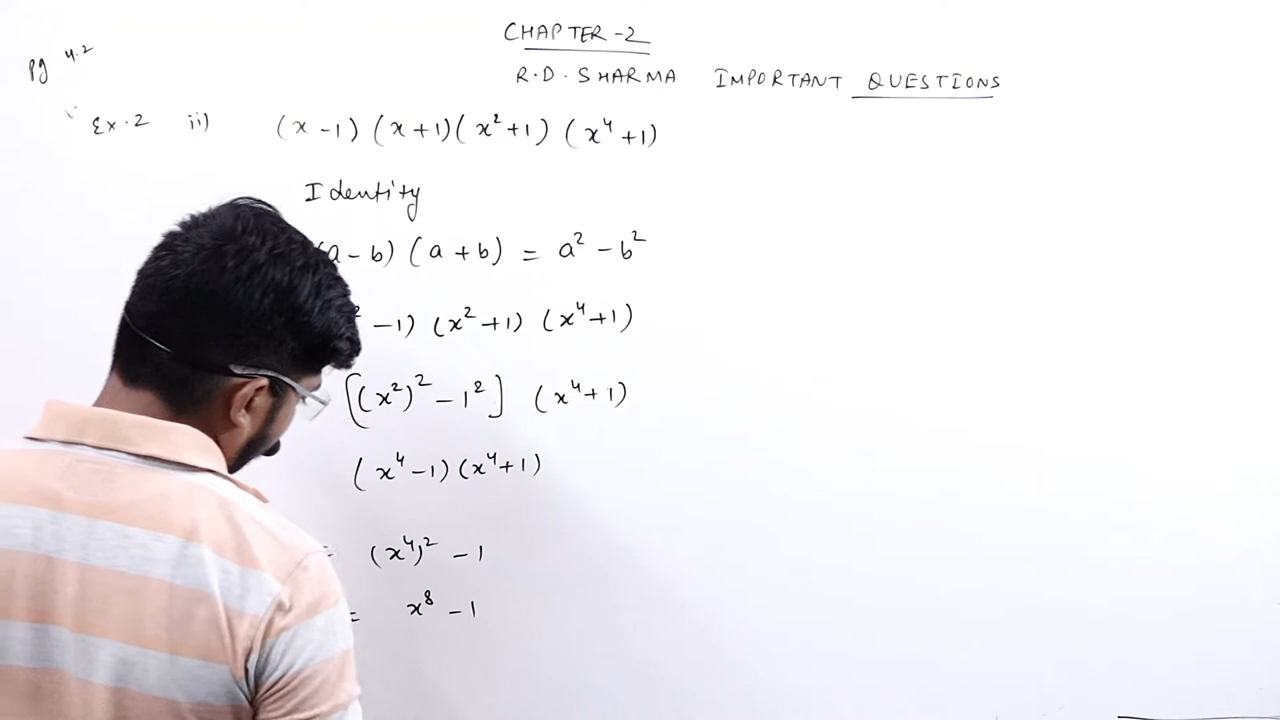 CHAPTER-2
R.D.SHARMA IMPORTANT QUESTIONS
pg 4.2
Ex.2 ii) (x-1)(x+1)(x²+1)(x⁴+1)
Identity
(a-b)(a+b) = a²-b²
² -1)(x²+1)(x⁴+1)
[(x²)²-1²](x⁴+1)
(x⁴-1)(x⁴+1)
= (x⁴)²-1
= x⁸-1